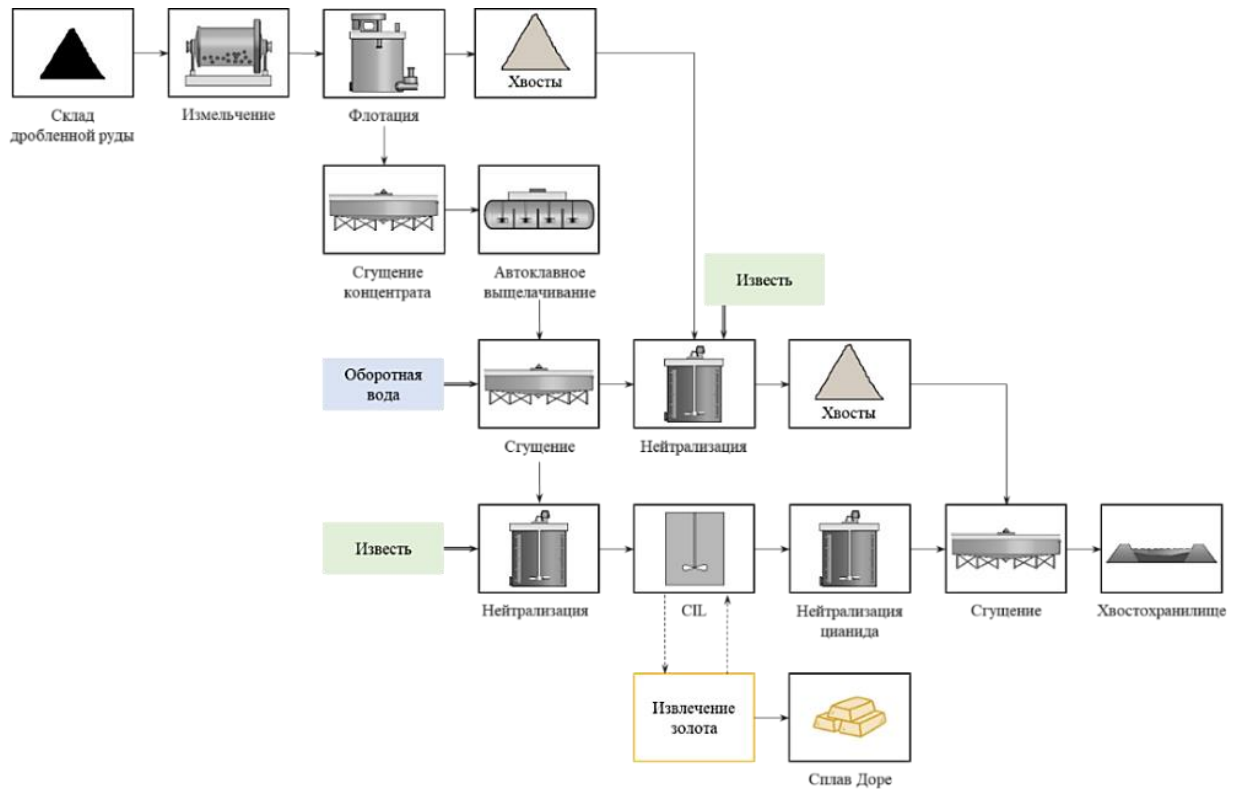 Хвосты
Склад
дробленной руды
Измельчение
Флотация
Сгущение
концентрата
Автоклавное
выщелачивание
Известь
Оборотная
вода
Сгущение
Нейтрализация
Хвосты
Известь
Нейтрализация
CIL
Нейтрализация
цианида
Сгущение
Хвостохранилище
Извлечение
золота
Сплав Доре